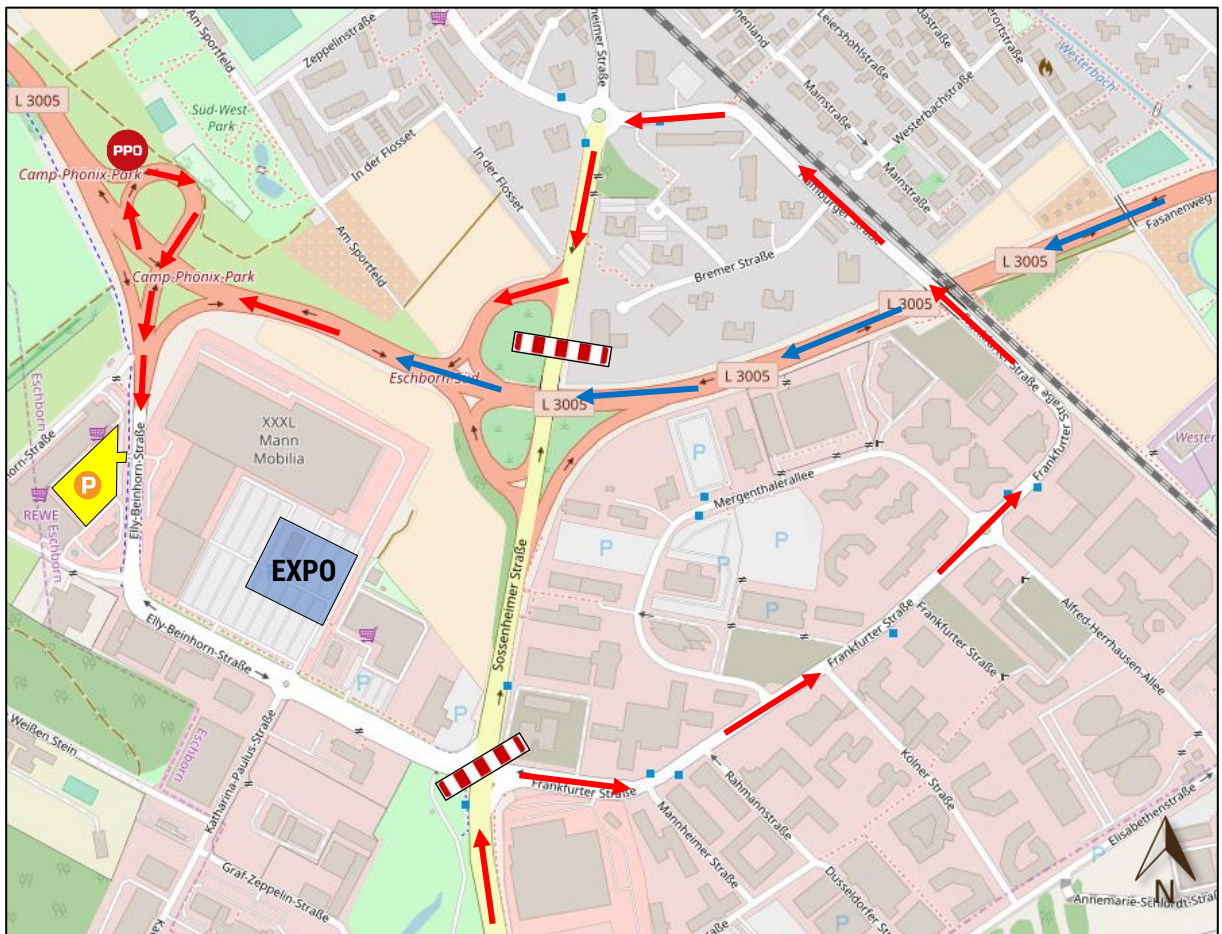 Zeppelinstraße
Am Sportfeld
L 3005
Süd-West-
Park
PPO
Camp-Phönix-Park
In der Flosset
In der Flosset
Am Sportfeld
Camp-Phönix-Park
Leiershohlstraße
Mainstraße
Westerbachstraße
Mainstraße
Westerbach
Hamburger Straße
Bremer Straße
Fasanenweg
L 3005
L 3005
L 3005
L 3005
Eschborn-Süd
Frankfurter Straße
Frankfurter Straße
XXXL
Mann
Mobilia
Eschborn
P
REWE
Eschborn
Elly-Beinhorn-Straße
EXPO
Elly-Beinhorn-Straße
Sossenheimer Straße
Mergenthalerallee
P
P
P
P
P
P
Frankfurter Straße
Frankfurter Straße
Alfred-Herrhausen-Allee
Weißen Stein
Eschborn
Katharina-Paulus-Straße
Graf-Zeppelin-Straße
Frankfurter Straße
Mannheimer Straße
Rahmannstraße
Kölner Straße
Düsseldorfer Straße
Elisabethenstraße
P
P
N